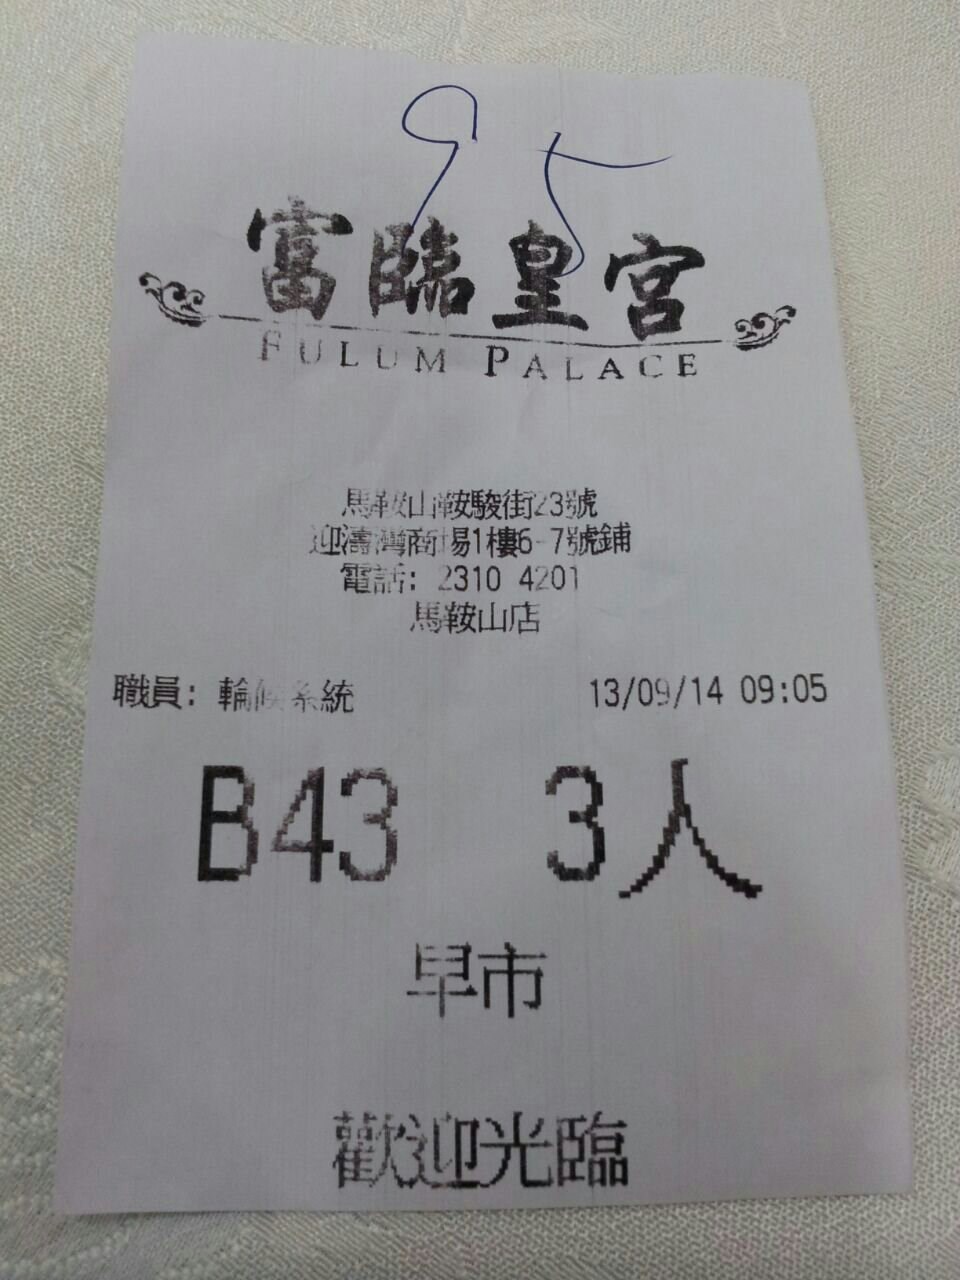 95
富臨皇宮
FULUM PALACE
馬鞍山鞍駿街23號
迎濤灣商場1樓6-7號鋪
電話: 2310 4201
馬鞍山店
職員: 輪候系統 13/09/14 09:05
B43 3人
早市
歡迎光臨